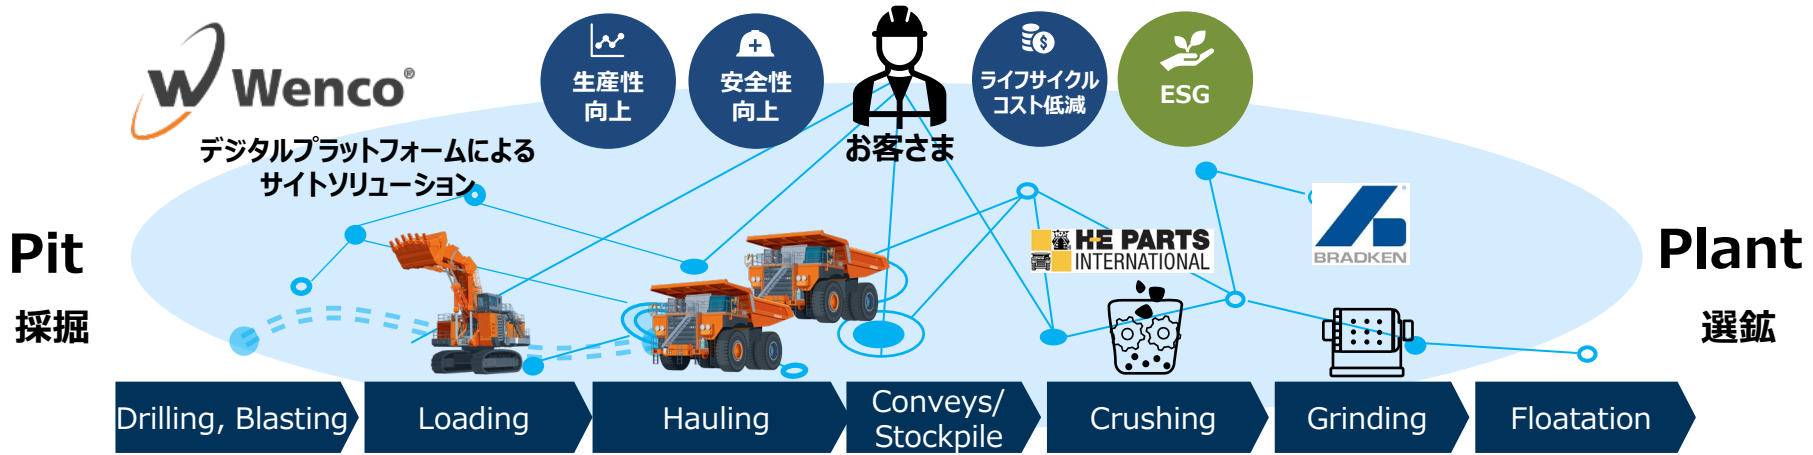 Wenco®
デジタルプラットフォームによる
サイトソリューション
生産性
向上
安全性
向上
お客さま
ライフサイクル
コスト低減
ESG
Pit
採掘
H-E PARTS
INTERNATIONAL
BRADKEN
Plant
選鉱
Drilling, Blasting
Loading
Hauling
Conveys/
Stockpile
Crushing
Grinding
Floatation